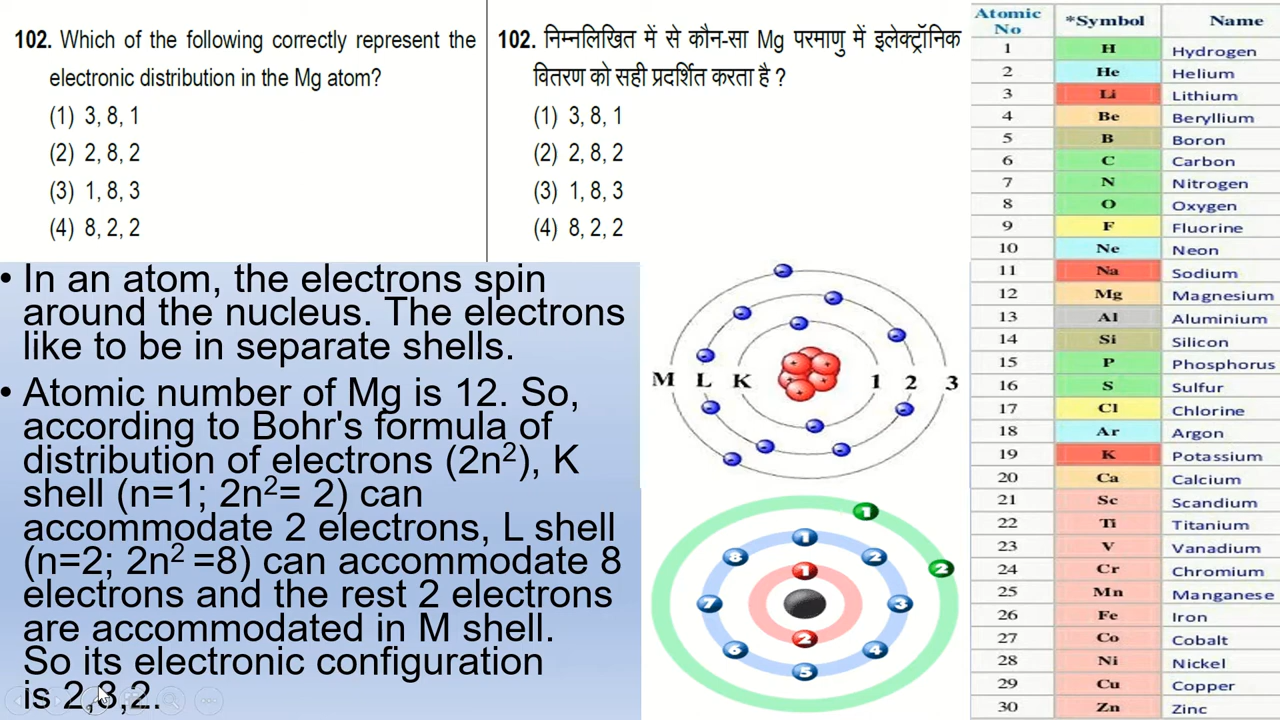 102. Which of the following correctly represent the
electronic distribution in the Mg atom?
(1) 3, 8, 1
(2) 2, 8, 2
(3) 1, 8, 3
(4) 8, 2, 2
102. निम्नलिखित में से कौन-सा Mg परमाणु में इलेक्ट्रॉनिक
वितरण को सही प्रदर्शित करता है ?
(1) 3, 8, 1
(2) 2, 8, 2
(3) 1, 8, 3
(4) 8, 2, 2
• In an atom, the electrons spin
around the nucleus. The electrons
like to be in separate shells.
• Atomic number of Mg is 12. So,
according to Bohr's formula of
distribution of electrons (2n²), K
shell (n=1; 2n²= 2) can
accommodate 2 electrons, L shell
(n=2; 2n² =8) can accommodate 8
electrons and the rest 2 electrons
are accommodated in M shell.
So its electronic configuration
is 2,8,2.
M L K 1 2 3
1
2
1
2
3
4
5
6
7
8
1
2
Atomic No *Symbol Name
1 H Hydrogen
2 He Helium
3 Li Lithium
4 Be Beryllium
5 B Boron
6 C Carbon
7 N Nitrogen
8 O Oxygen
9 F Fluorine
10 Ne Neon
11 Na Sodium
12 Mg Magnesium
13 Al Aluminium
14 Si Silicon
15 P Phosphorus
16 S Sulfur
17 Cl Chlorine
18 Ar Argon
19 K Potassium
20 Ca Calcium
21 Sc Scandium
22 Ti Titanium
23 V Vanadium
24 Cr Chromium
25 Mn Manganese
26 Fe Iron
27 Co Cobalt
28 Ni Nickel
29 Cu Copper
30 Zn Zinc